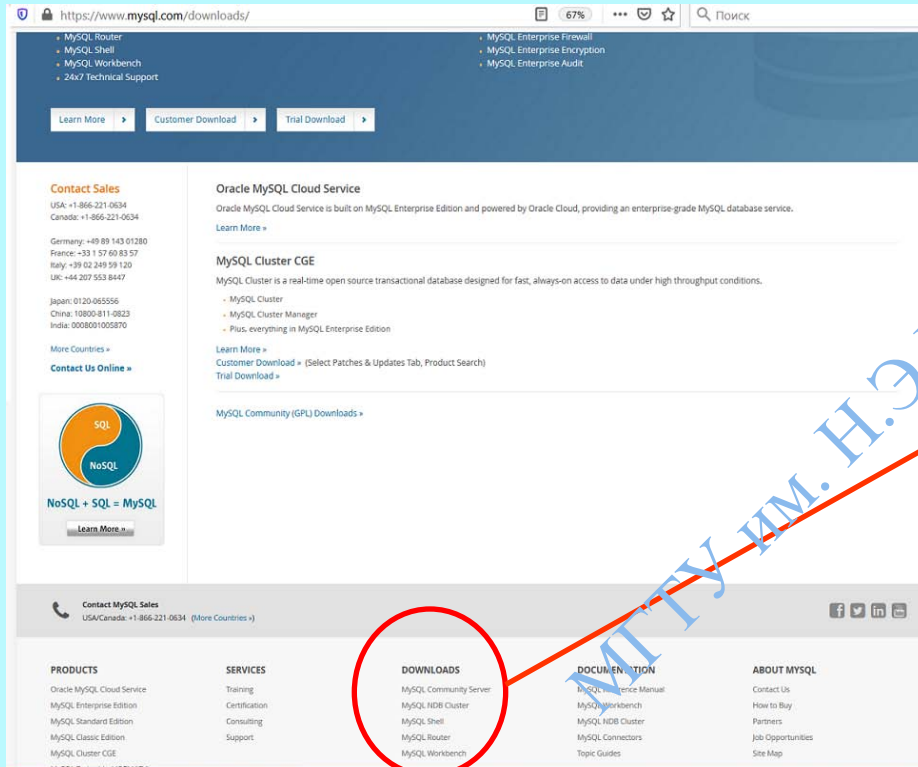 https://www.mysql.com/downloads/
67%
Поиск
MySQL Router
MySQL Shell
MySQL Workbench
24x7 Technical Support
MySQL Enterprise Firewall
MySQL Enterprise Encryption
MySQL Enterprise Audit
Learn More
Customer Download
Trial Download
Contact Sales
USA: +1-866-221-0634
Canada: +1-866-221-0634
Germany: +49 89 143 01280
France: +33 1 57 60 83 57
Italy: +39 02 249 59 120
UK: +44 207 553 8447
Japan: 0120-065556
China: 10800-811-0823
India: 0008001005870
More Countries »
Contact Us Online »
SQL
NoSQL
NoSQL + SQL = MySQL
Learn More »
Oracle MySQL Cloud Service
Oracle MySQL Cloud Service is built on MySQL Enterprise Edition and powered by Oracle Cloud, providing an enterprise-grade MySQL database service.
Learn More »
MySQL Cluster CGE
MySQL Cluster is a real-time open source transactional database designed for fast, always-on access to data under high throughput conditions.
MySQL Cluster
MySQL Cluster Manager
Plus, everything in MySQL Enterprise Edition
Learn More »
Customer Download » (Select Patches & Updates Tab, Product Search)
Trial Download »
MySQL Community (GPL) Downloads »
МГТУ им. Н.Э
Contact MySQL Sales
USA/Canada: +1-866-221-0634 (More Countries »)
PRODUCTS
Oracle MySQL Cloud Service
MySQL Enterprise Edition
MySQL Standard Edition
MySQL Classic Edition
MySQL Cluster CGE
SERVICES
Training
Certification
Consulting
Support
DOWNLOADS
MySQL Community Server
MySQL NDB Cluster
MySQL Shell
MySQL Router
MySQL Workbench
DOCUMENTATION
MySQL Reference Manual
MySQL Workbench
MySQL NDB Cluster
MySQL Connectors
Topic Guides
ABOUT MYSQL
Contact Us
How to Buy
Partners
Job Opportunities
Site Map